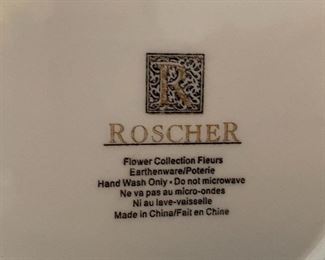 R
ROSCHER
Flower Collection Fleurs
Earthenware/Poterie
Hand Wash Only - Do not microwave
Ne va pas au micro-ondes
Ni au lave-vaisselle
Made in China/Fait en Chine